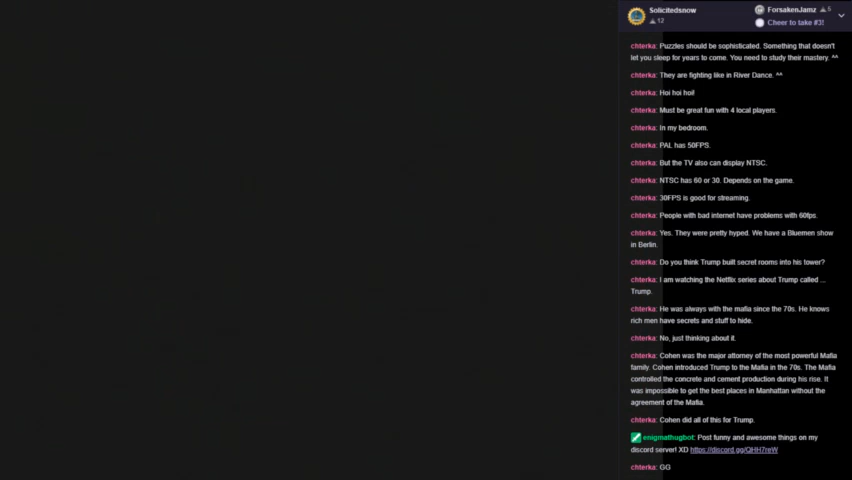 Solicitedsnow
12
ForsakenJamz 5
Cheer to take #3!
chterka: Puzzles should be sophisticated. Something that doesn't
let you sleep for years to come. You need to study their mastery. ^^
chterka: They are fighting like in River Dance. ^^
chterka: Hoi hoi hoi!
chterka: Must be great fun with 4 local players.
chterka: In my bedroom.
chterka: PAL has 50FPS.
chterka: But the TV also can display NTSC.
chterka: NTSC has 60 or 30. Depends on the game.
chterka: 30FPS is good for streaming.
chterka: People with bad internet have problems with 60fps.
chterka: Yes. They were pretty hyped. We have a Bluemen show
in Berlin.
chterka: Do you think Trump built secret rooms into his tower?
chterka: I am watching the Netflix series about Trump called ...
Trump.
chterka: He was always with the mafia since the 70s. He knows
rich men have secrets and stuff to hide.
chterka: No, just thinking about it.
chterka: Cohen was the major attorney of the most powerful Mafia
family. Cohen introduced Trump to the Mafia in the 70s. The Mafia
controlled the concrete and cement production during his rise. It
was impossible to get the best places in Manhattan without the
agreement of the Mafia.
chterka: Cohen did all of this for Trump.
enigmathugbot: Post funny and awesome things on my
discord server! XD https://discord.gg/QHH7reW
chterka: GG